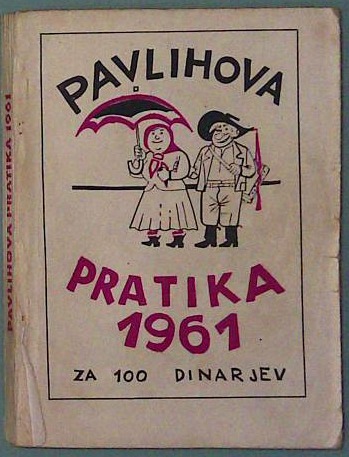 PAVLIHOVA
PRATIKA
1961
ZA 100 DINARJEV
PAVLIHOVA PRATIKA 1961